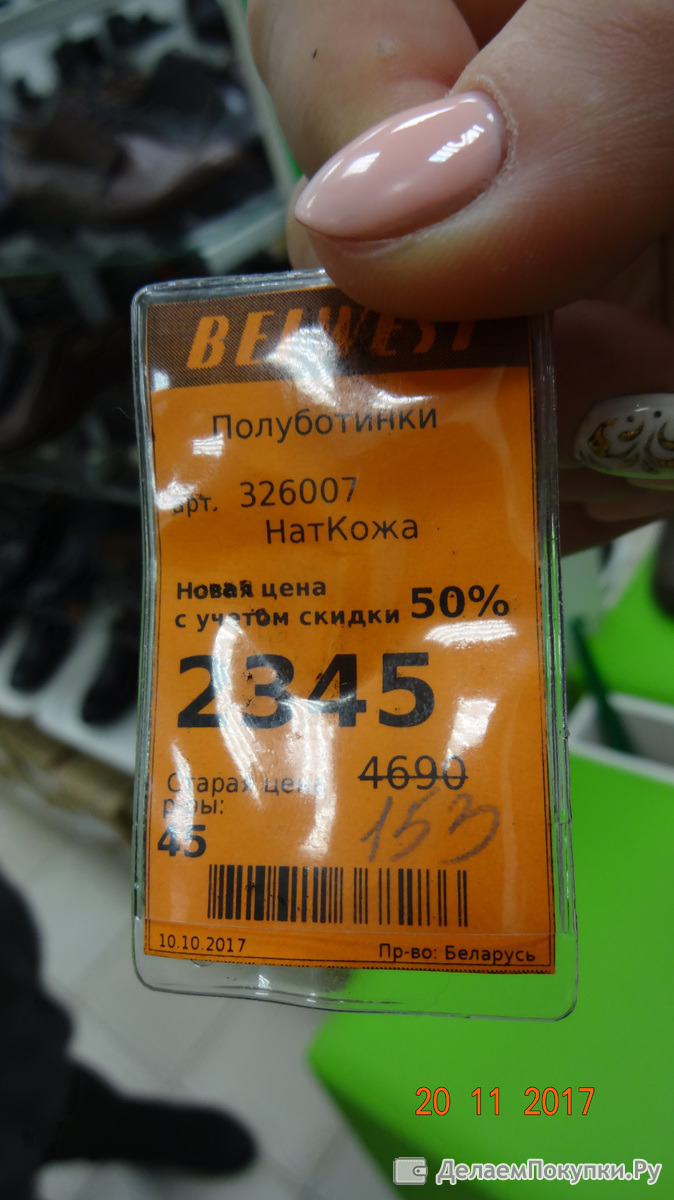 BELWEST
Полуботинки
арт. 326007
НатКожа
Новая цена
с учетом скидки 50%
2345
Старая цена 4690
р-ры:
153
45
10.10.2017
Пр-во: Беларусь
20 11 2017
ДелаемПокупки.Ру